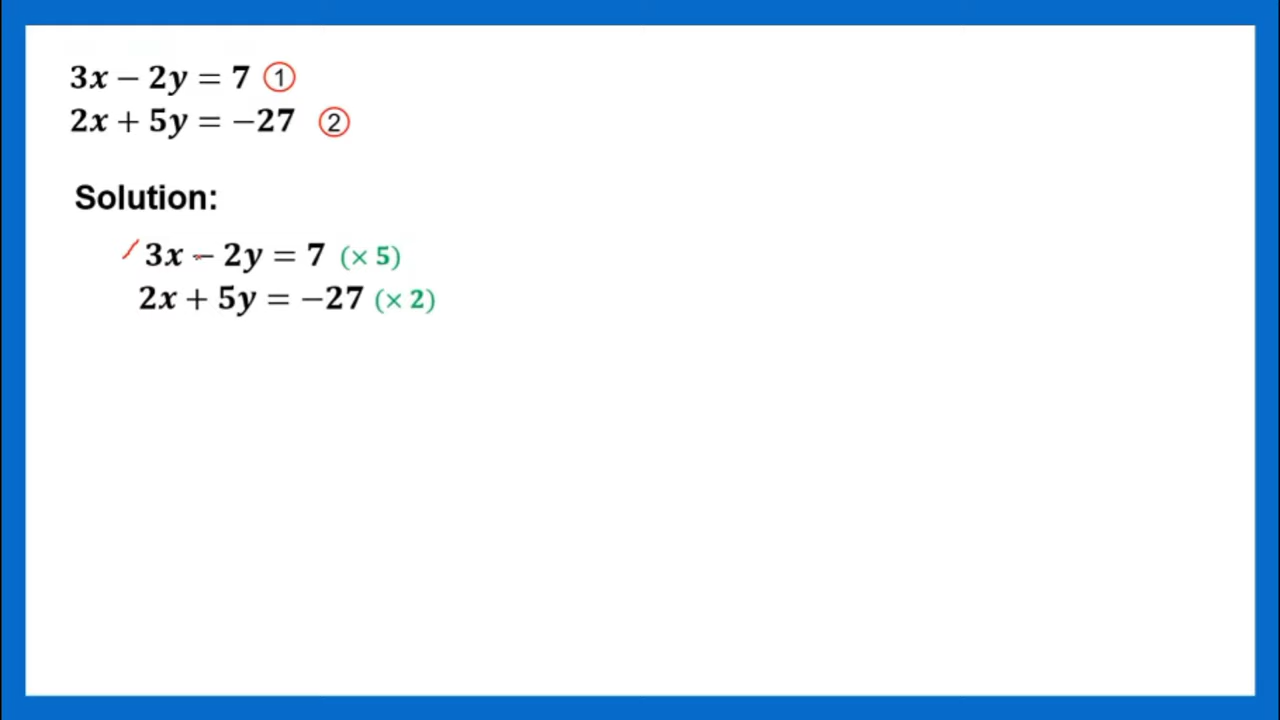 3x − 2y = 7 ①
2x + 5y = −27 ②
Solution:
3x − 2y = 7 (× 5)
2x + 5y = −27 (× 2)